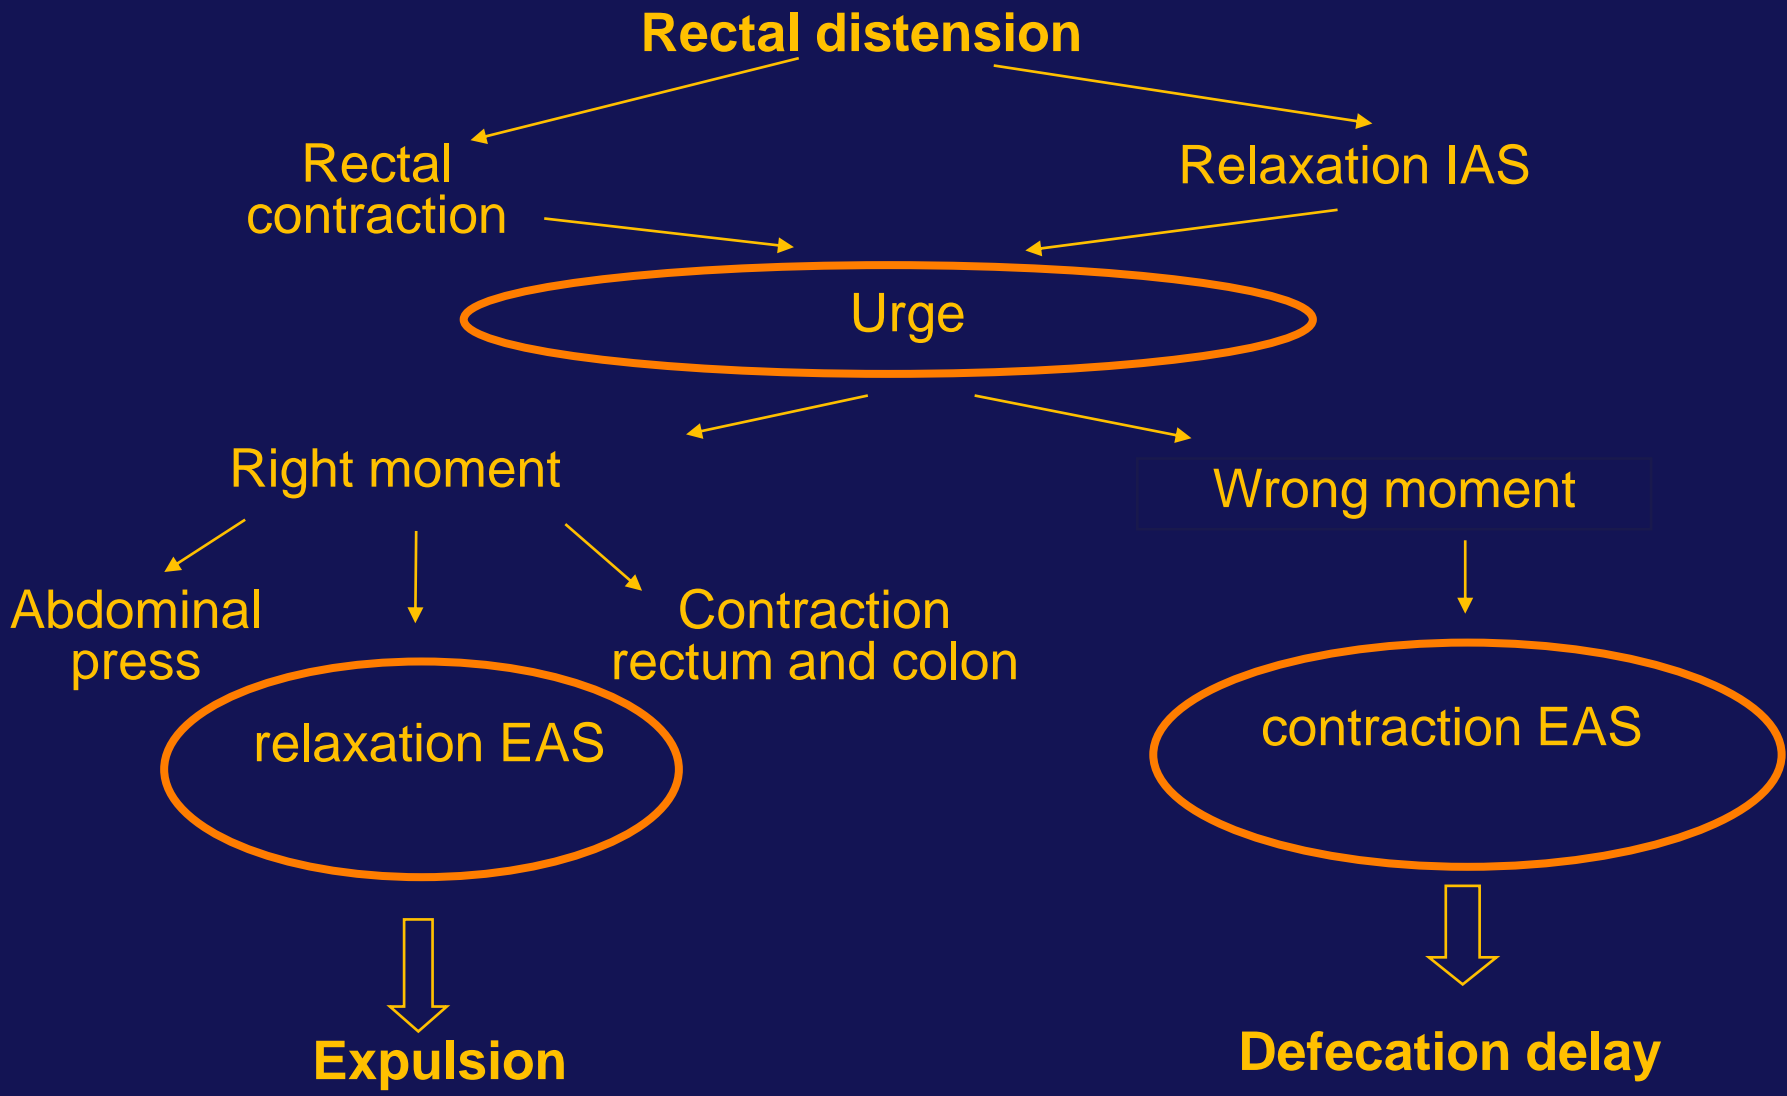 Rectal distension
Rectal
contraction
Relaxation IAS
Urge
Right moment
Wrong moment
Abdominal
press
Contraction
rectum and colon
relaxation EAS
contraction EAS
Expulsion
Defecation delay